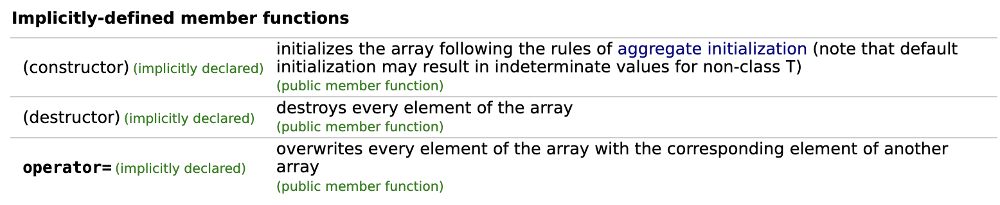 Implicitly-defined member functions
(constructor) (implicitly declared)
initializes the array following the rules of aggregate initialization (note that default
initialization may result in indeterminate values for non-class T)
(public member function)
(destructor) (implicitly declared)
destroys every element of the array
(public member function)
operator= (implicitly declared)
overwrites every element of the array with the corresponding element of another
array
(public member function)